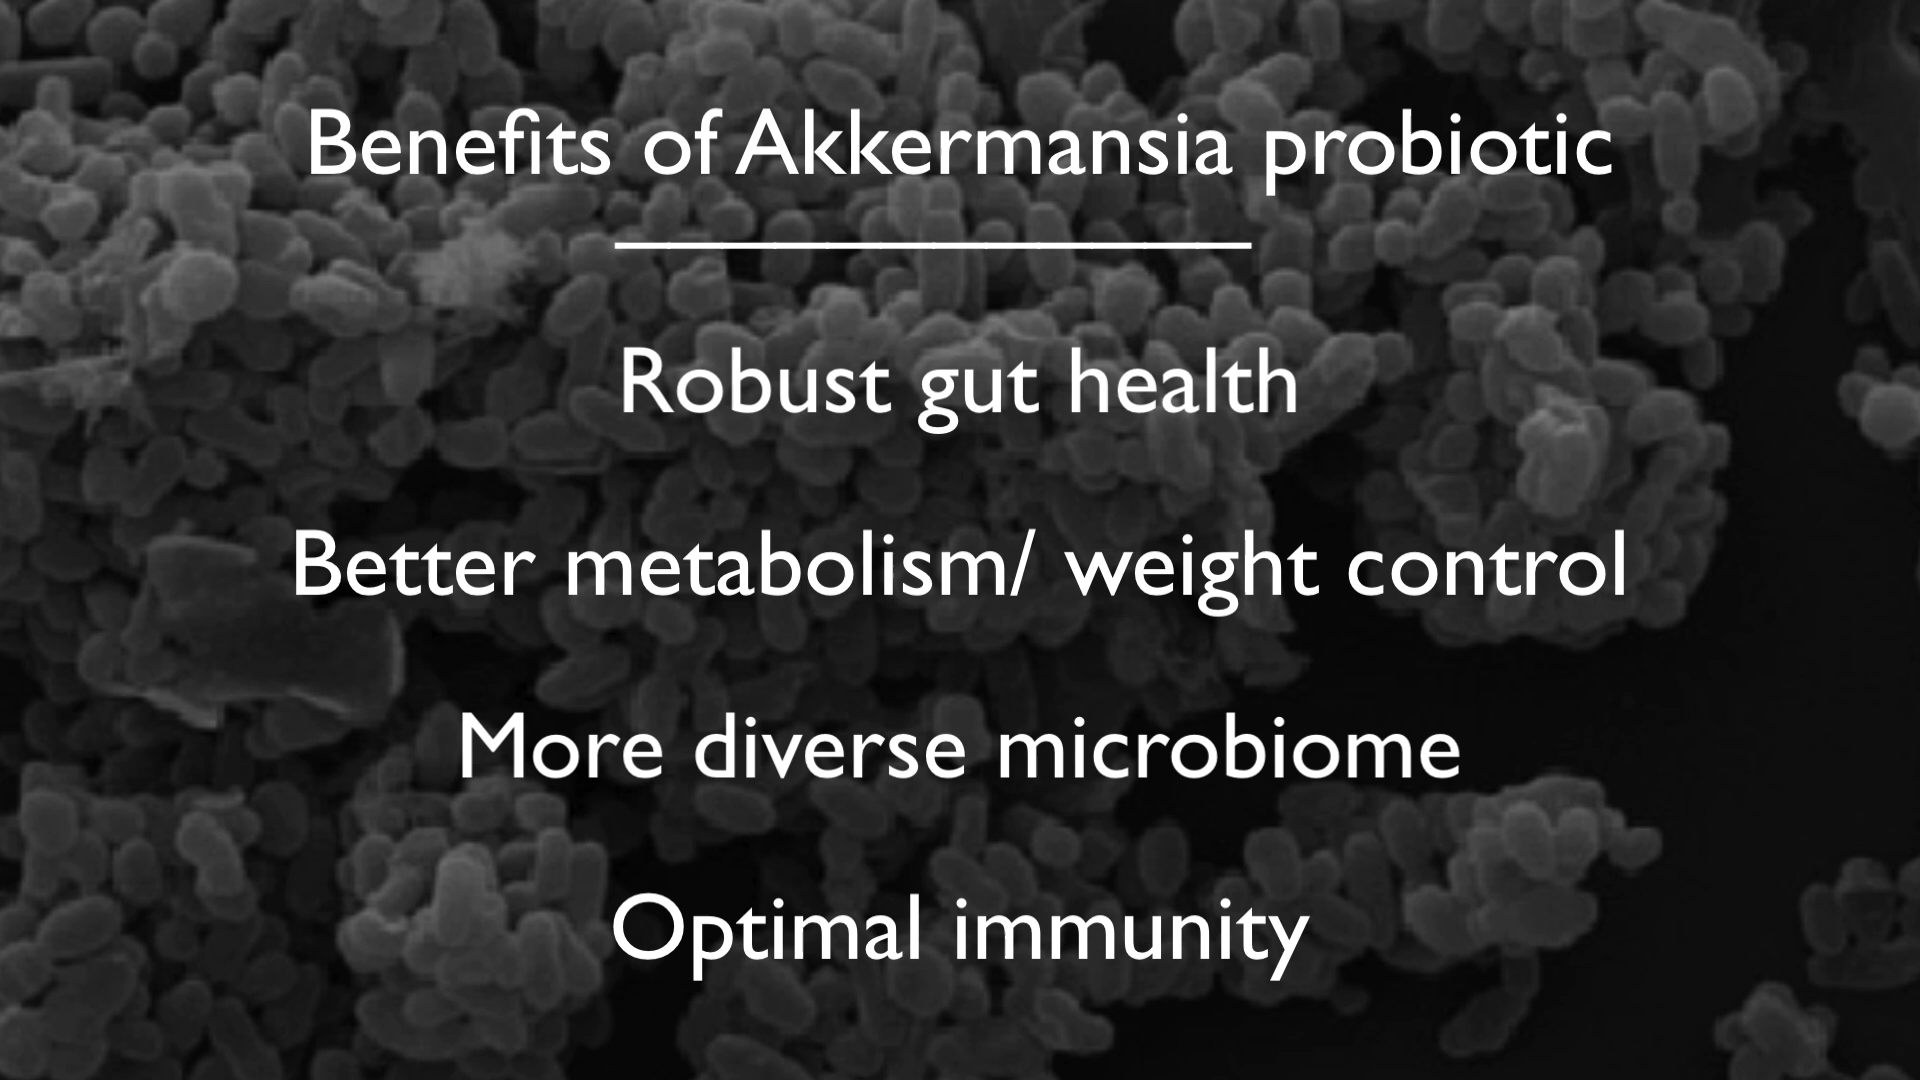 Benefits of Akkermansia probiotic
Robust gut health
Better metabolism/ weight control
More diverse microbiome
Optimal immunity